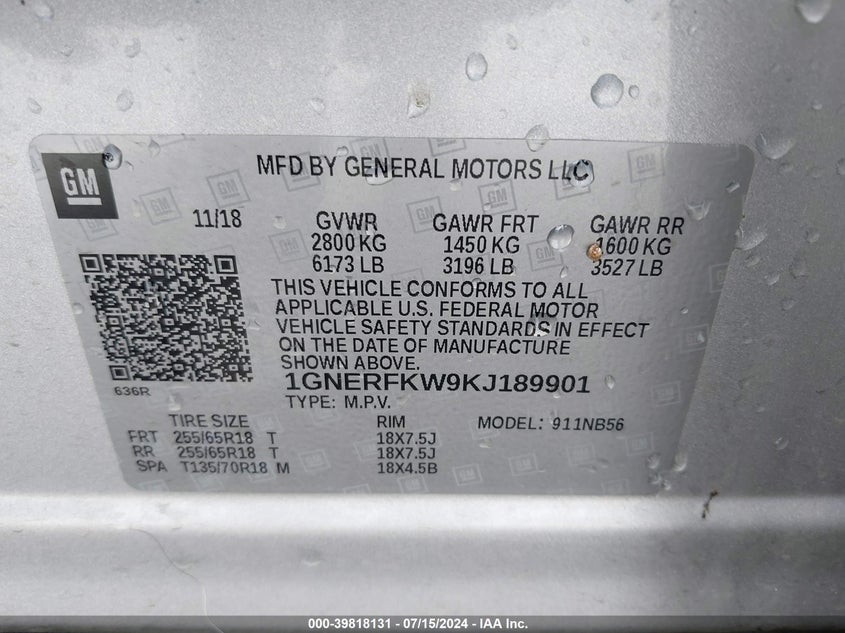 GM
MFD BY GENERAL MOTORS LLC
11/18 GVWR GAWR FRT GAWR RR
2800 KG 1450 KG 1600 KG
6173 LB 3196 LB 3527 LB
THIS VEHICLE CONFORMS TO ALL
APPLICABLE U.S. FEDERAL MOTOR
VEHICLE SAFETY STANDARDS IN EFFECT
ON THE DATE OF MANUFACTURE
SHOWN ABOVE.
1GNERFKW9KJ189901
636R
TYPE: M.P.V.
TIRE SIZE RIM MODEL: 911NB56
FRT 255/65R18 T 18X7.5J
RR 255/65R18 T 18X7.5J
SPA T135/70R18 M 18X4.5B
000-39818131 - 07/15/2024 - IAA Inc.